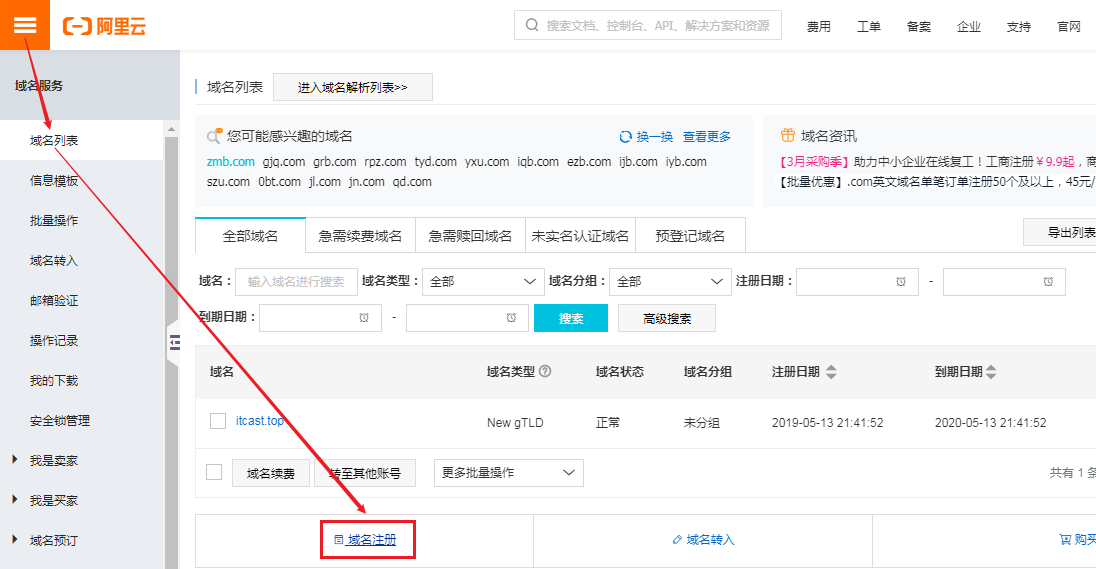 阿里云
搜索文档、控制台、API、解决方案和资源
费用 工单 备案 企业 支持 官网
域名服务
域名列表
信息模板
批量操作
域名转入
邮箱验证
操作记录
我的下载
安全锁管理
我是卖家
我是买家
域名预订
域名列表 进入域名解析列表>>
您可能感兴趣的域名 换一换 查看更多
zmb.com gjq.com grb.com rpz.com tyd.com yxu.com iqb.com ezb.com ijb.com iyb.com
szu.com 0bt.com jl.com jn.com qd.com
域名资讯
【3月采购季】助力中小企业在线复工！工商注册￥9.9起，商
【批量优惠】.com英文域名单笔订单注册50个及以上，45元/
全部域名 急需续费域名 急需赎回域名 未实名认证域名 预登记域名 导出列表
域名： 输入域名进行搜索 域名类型： 全部 域名分组： 全部 注册日期： -
到期日期： - 搜索 高级搜索
域名 域名类型 域名状态 域名分组 注册日期 到期日期
itcast.top New gTLD 正常 未分组 2019-05-13 21:41:52 2020-05-13 21:41:52
域名续费 转至其他账号 更多批量操作 共有 1 条
域名注册 域名转入 购买